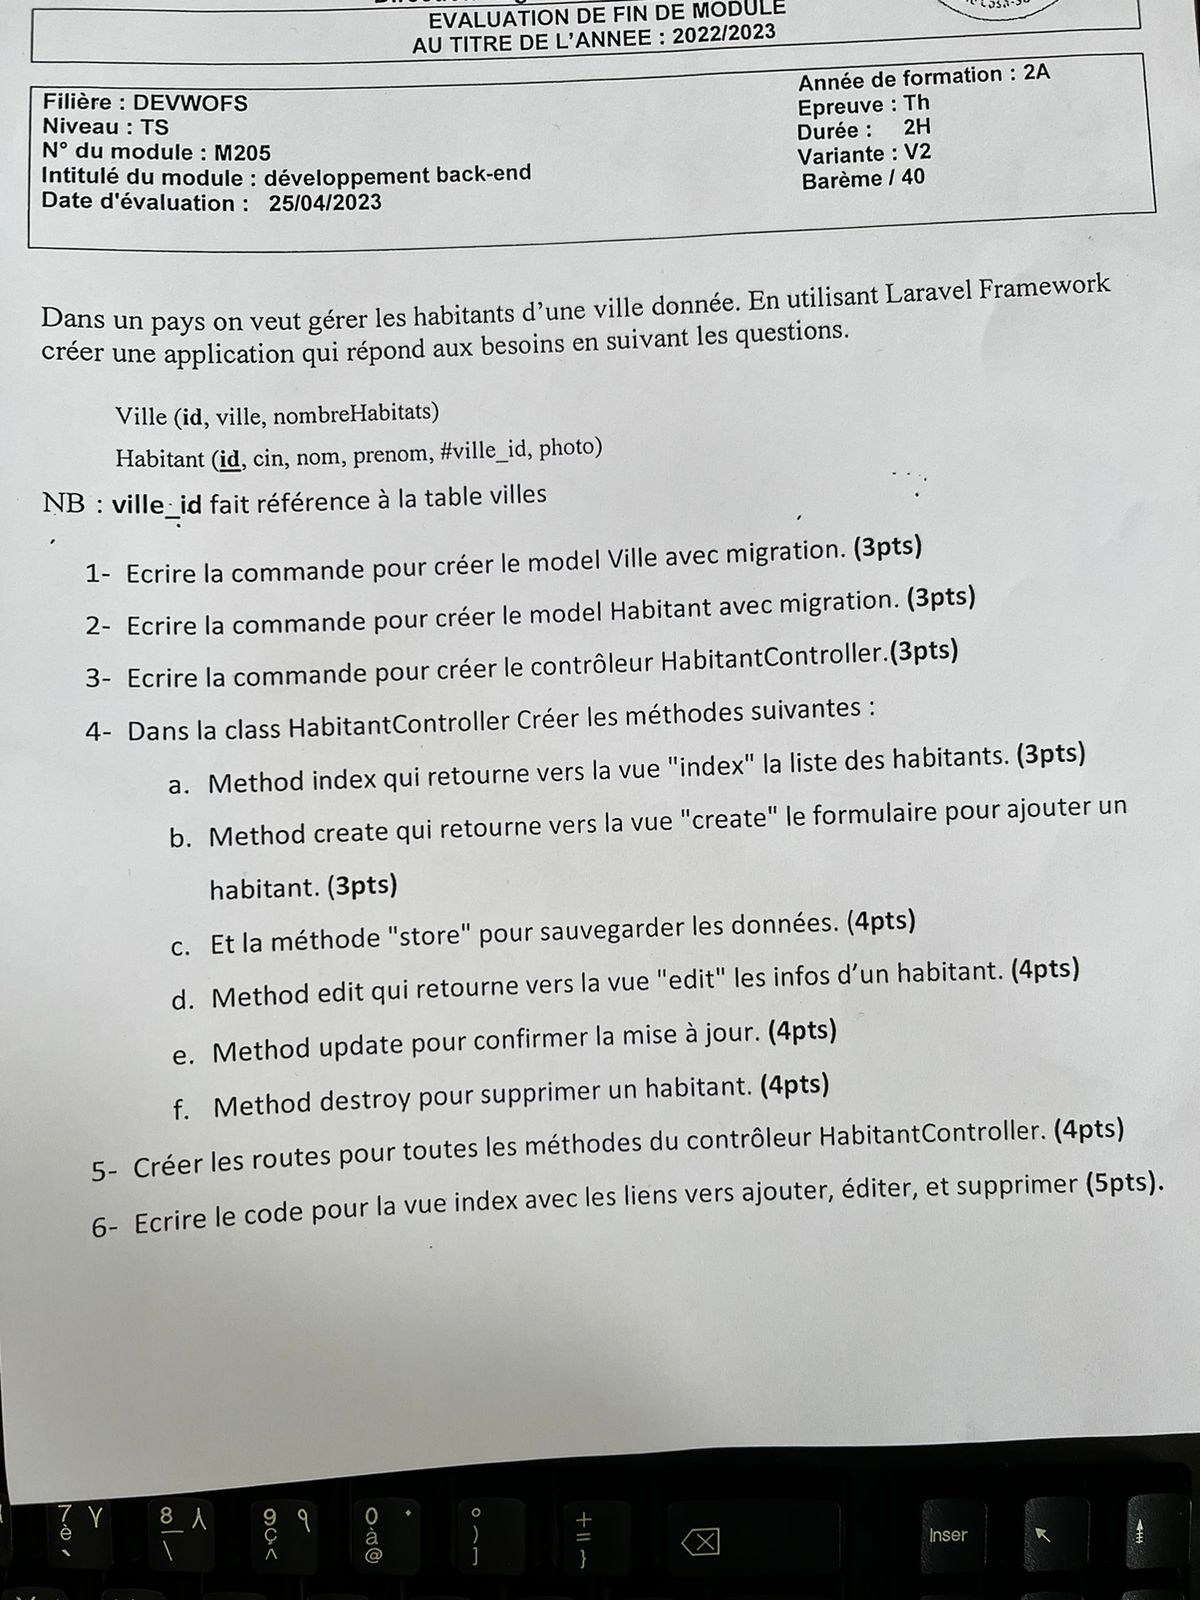 EVALUATION DE FIN DE MODULE
AU TITRE DE L'ANNEE : 2022/2023
Filière : DEVWOFS
Niveau : TS
N° du module : M205
Intitulé du module : développement back-end
Date d'évaluation : 25/04/2023
Année de formation : 2A
Epreuve : Th
Durée : 2H
Variante : V2
Barème / 40
Dans un pays on veut gérer les habitants d'une ville donnée. En utilisant Laravel Framework
créer une application qui répond aux besoins en suivant les questions.
Ville (id, ville, nombreHabitats)
Habitant (id, cin, nom, prenom, #ville_id, photo)
NB : ville_id fait référence à la table villes
1- Ecrire la commande pour créer le model Ville avec migration. (3pts)
2- Ecrire la commande pour créer le model Habitant avec migration. (3pts)
3- Ecrire la commande pour créer le contrôleur HabitantController.(3pts)
4- Dans la class HabitantController Créer les méthodes suivantes :
a. Method index qui retourne vers la vue "index" la liste des habitants. (3pts)
b. Method create qui retourne vers la vue "create" le formulaire pour ajouter un
habitant. (3pts)
c. Et la méthode "store" pour sauvegarder les données. (4pts)
d. Method edit qui retourne vers la vue "edit" les infos d'un habitant. (4pts)
e. Method update pour confirmer la mise à jour. (4pts)
f. Method destroy pour supprimer un habitant. (4pts)
5- Créer les routes pour toutes les méthodes du contrôleur HabitantController. (4pts)
6- Ecrire le code pour la vue index avec les liens vers ajouter, éditer, et supprimer (5pts).
7 è ` ٧
8 _ \ ٨
9 ç ^ ٩
0 à @ ٠
° ) ]
+ = }
Inser